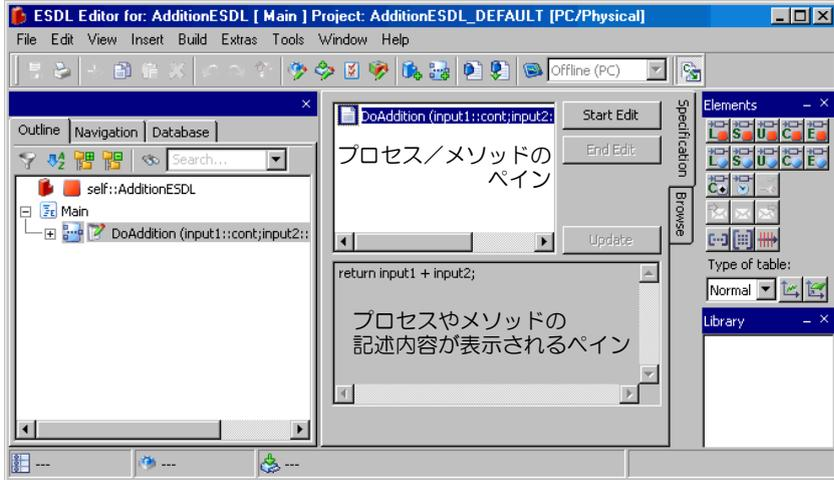 ESDL Editor for: AdditionESDL [ Main ] Project: AdditionESDL_DEFAULT [PC/Physical]
File Edit View Insert Build Extras Tools Window Help
Offline (PC)
Outline Navigation Database
Search...
self::AdditionESDL
Main
DoAddition (input1::cont;input2::
DoAddition (input1::cont;input2:
プロセス／メソッドの
ペイン
Start Edit
End Edit
Update
return input1 + input2;
プロセスやメソッドの
記述内容が表示されるペイン
Specification
Browse
Elements
L S U C E
L S U C E
C
Type of table:
Normal
Library
--- --- ---